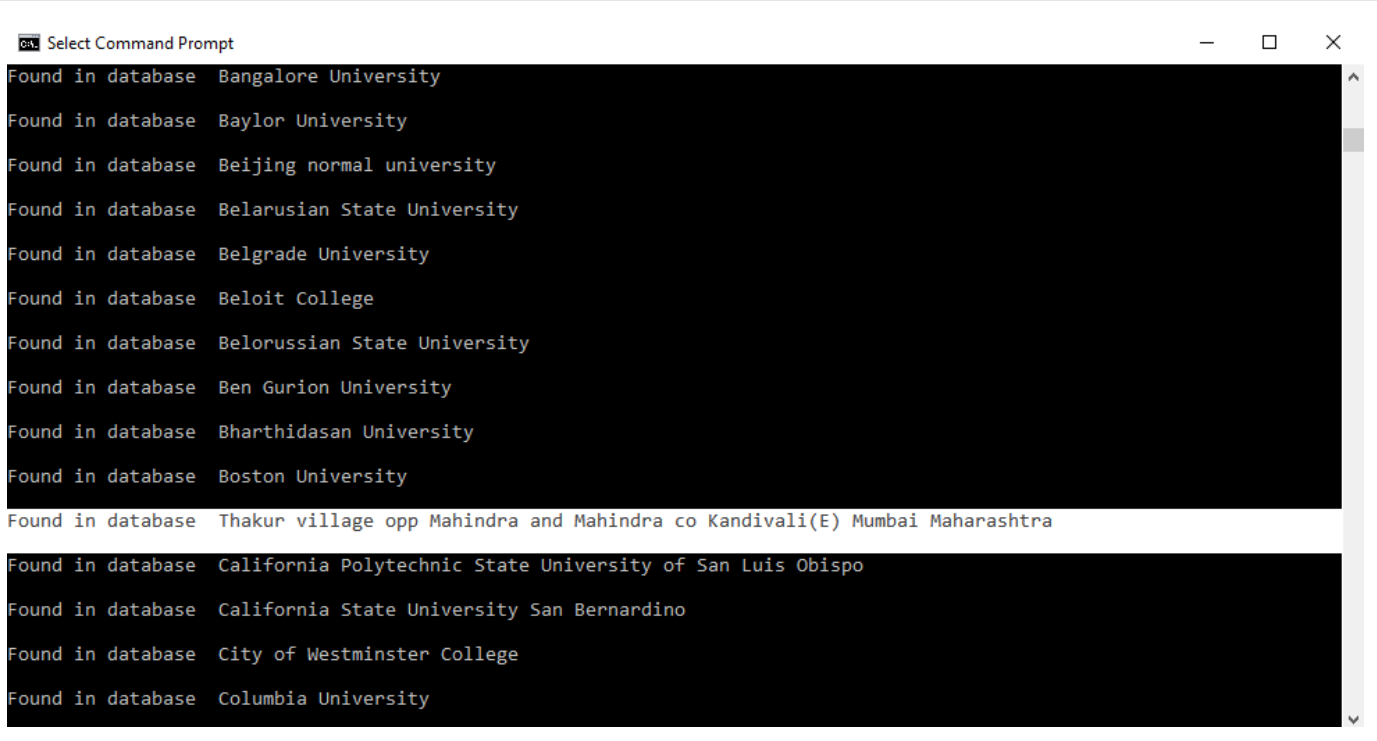 Select Command Prompt
Found in database  Bangalore University
Found in database  Baylor University
Found in database  Beijing normal university
Found in database  Belarusian State University
Found in database  Belgrade University
Found in database  Beloit College
Found in database  Belorussian State University
Found in database  Ben Gurion University
Found in database  Bharthidasan University
Found in database  Boston University
Found in database  Thakur village opp Mahindra and Mahindra co Kandivali(E) Mumbai Maharashtra
Found in database  California Polytechnic State University of San Luis Obispo
Found in database  California State University San Bernardino
Found in database  City of Westminster College
Found in database  Columbia University